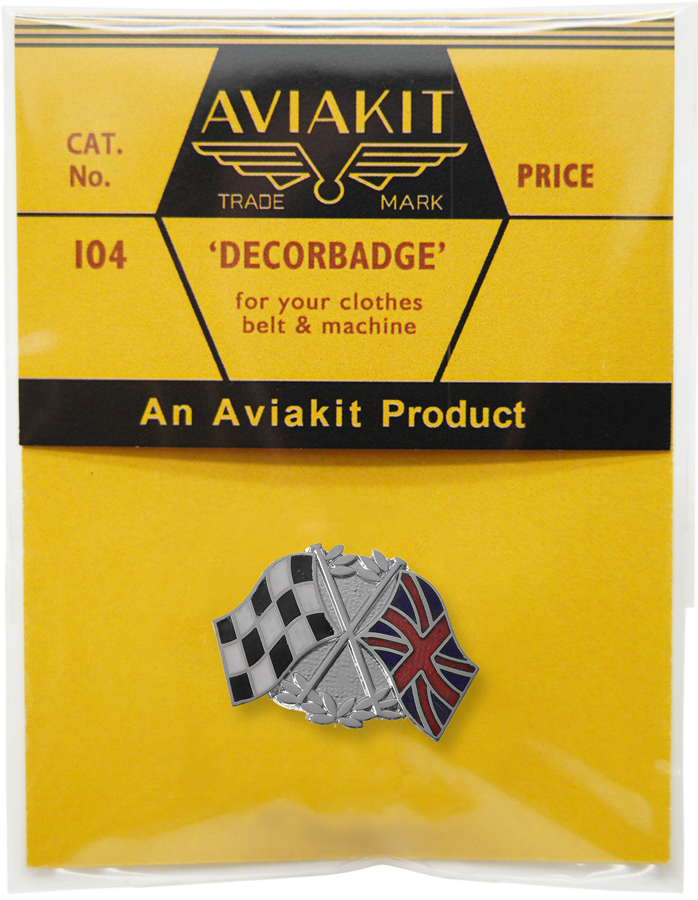 AVIAKIT
TRADE MARK
CAT.
No.
PRICE
104
'DECORBADGE'
for your clothes
belt & machine
An Aviakit Product